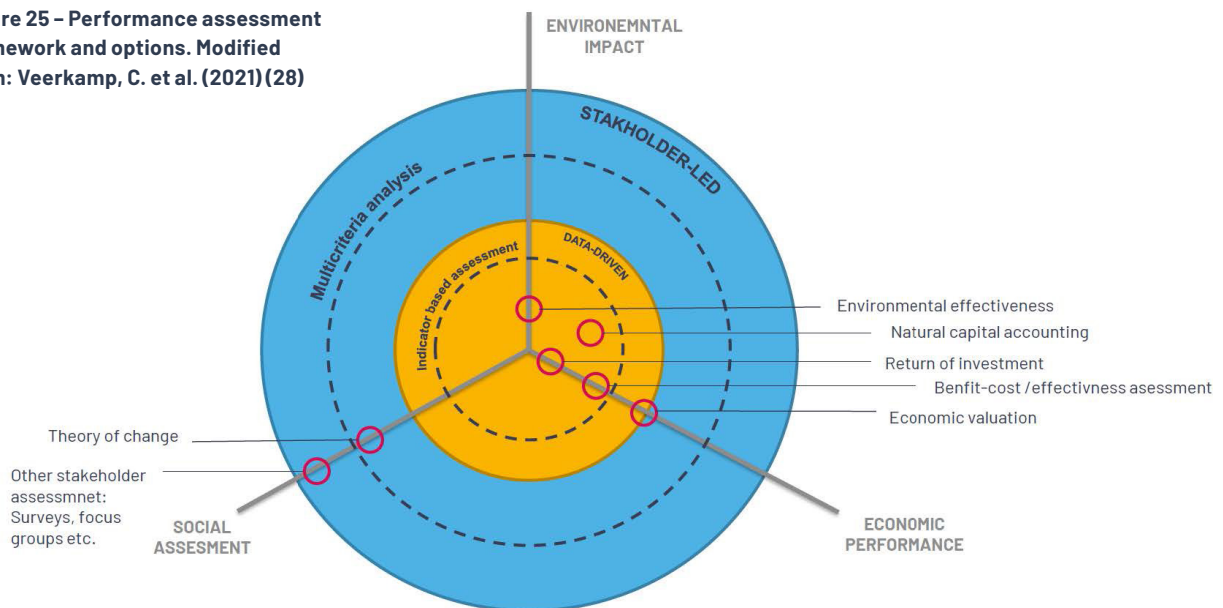 re 25 – Performance assessment
nework and options. Modified
n: Veerkamp, C. et al. (2021) (28)
ENVIRONEMNTAL
IMPACT
STAKHOLDER-LED
Multicriteria analysis
DATA-DRIVEN
Indicator based assessment
Environmental effectiveness
Natural capital accounting
Return of investment
Benfit-cost /effectivness asessment
Economic valuation
Theory of change
Other stakeholder
assessmnet:
Surveys, focus
groups etc.
SOCIAL
ASSESMENT
ECONOMIC
PERFORMANCE